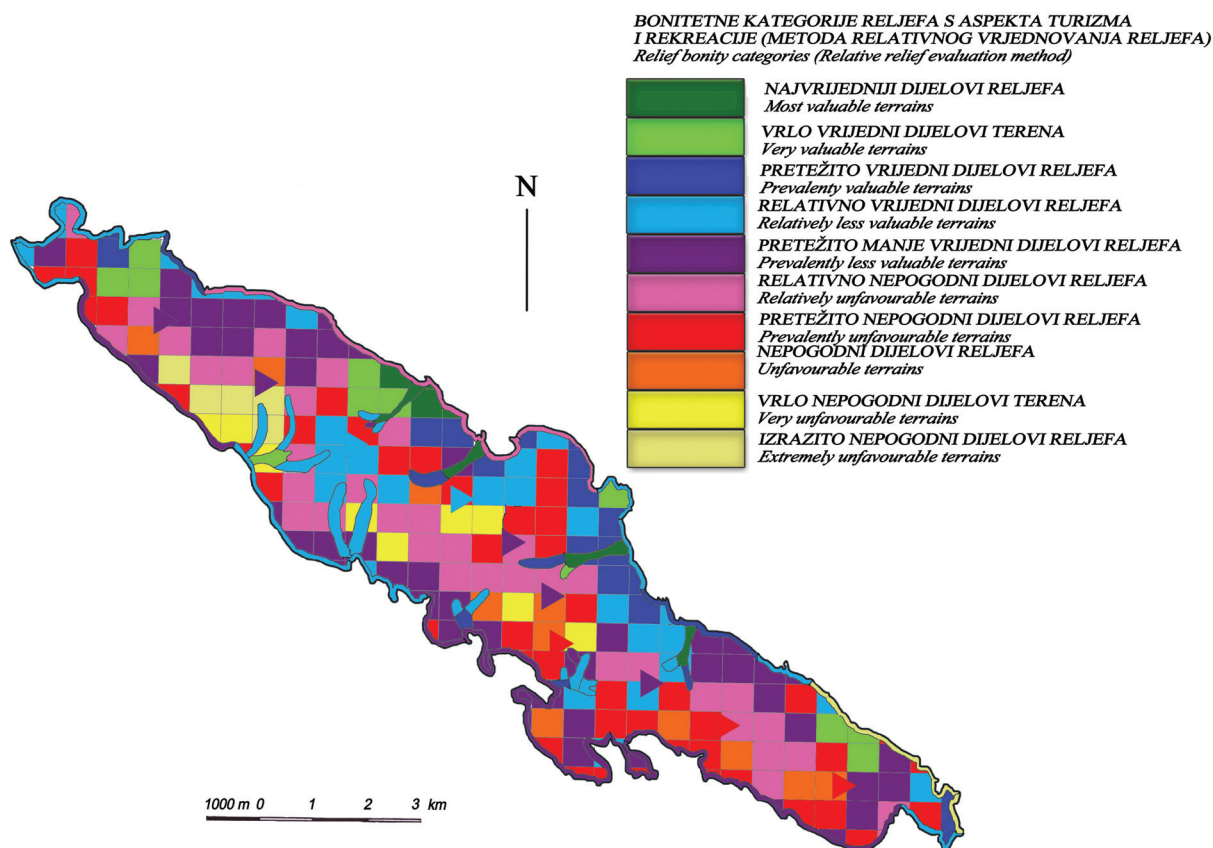 BONITETNE KATEGORIJE RELJEFA S ASPEKTA TURIZMA
I REKREACIJE (METODA RELATIVNOG VRJEDNOVANJA RELJEFA)
Relief bonity categories (Relative relief evaluation method)
NAJVRIJEDNIJI DIJELOVI RELJEFA
Most valuable terrains
VRLO VRIJEDNI DIJELOVI TERENA
Very valuable terrains
PRETEŽITO VRIJEDNI DIJELOVI RELJEFA
Prevalenty valuable terrains
RELATIVNO VRIJEDNI DIJELOVI RELJEFA
Relatively less valuable terrains
PRETEŽITO MANJE VRIJEDNI DIJELOVI RELJEFA
Prevalently less valuable terrains
RELATIVNO NEPOGODNI DIJELOVI RELJEFA
Relatively unfavourable terrains
PRETEŽITO NEPOGODNI DIJELOVI RELJEFA
Prevalently unfavourable terrains
NEPOGODNI DIJELOVI RELJEFA
Unfavourable terrains
VRLO NEPOGODNI DIJELOVI TERENA
Very unfavourable terrains
IZRAZITO NEPOGODNI DIJELOVI RELJEFA
Extremely unfavourable terrains
N
1000 m 0 1 2 3 km